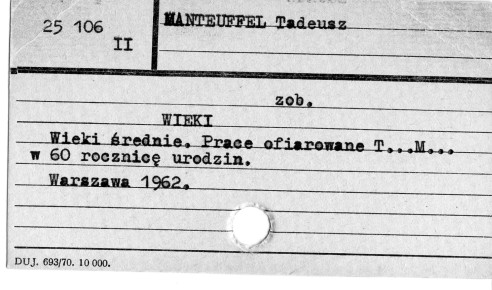 25 106
II
MANTEUFFEL Tadeusz
zob.
WIEKI
Wieki średnie. Prace ofiarowane T...M...
w 60 rocznicę urodzin.
Warszawa 1962.
DUJ. 693/70. 10 000.